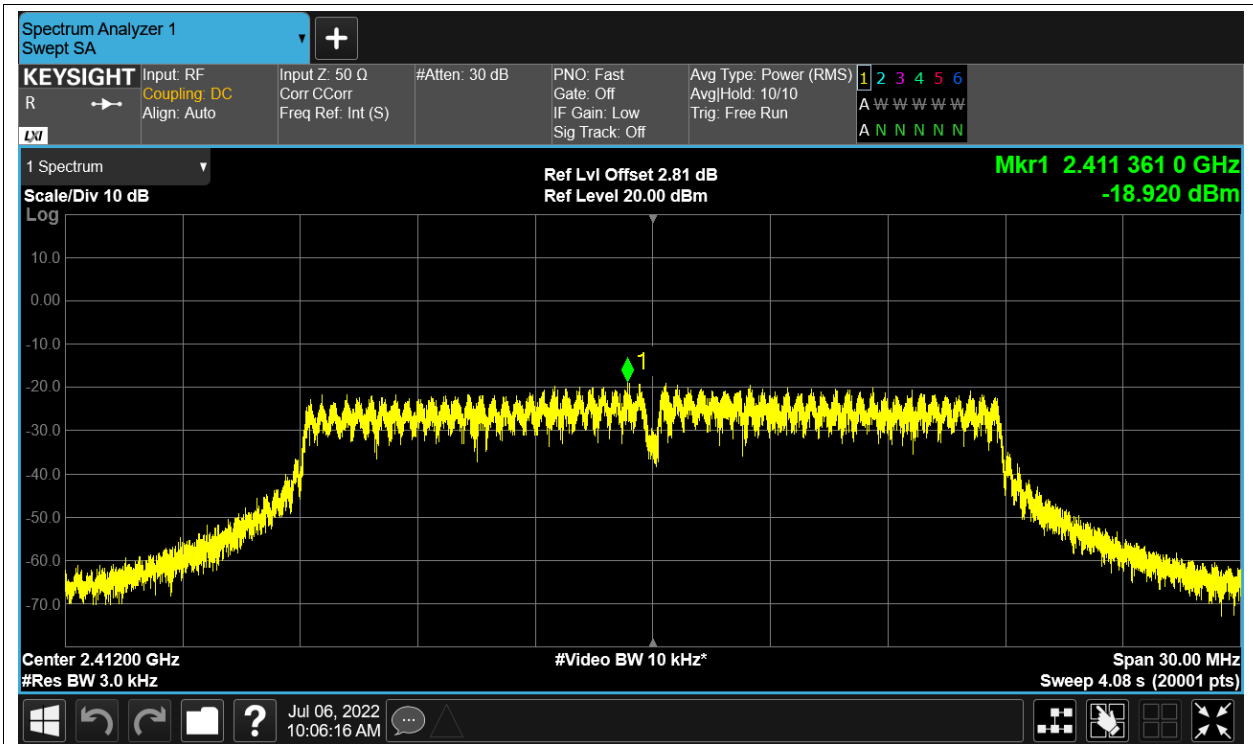 Spectrum Analyzer 1
Swept SA
KEYSIGHT
R
LXI
Input: RF
Coupling: DC
Align: Auto
Input Z: 50 Ω
Corr CCorr
Freq Ref: Int (S)
#Atten: 30 dB
PNO: Fast
Gate: Off
IF Gain: Low
Sig Track: Off
Avg Type: Power (RMS)
Avg|Hold: 10/10
Trig: Free Run
1 2 3 4 5 6
A W W W W W
A N N N N N
1 Spectrum
Scale/Div 10 dB
Log
Ref Lvl Offset 2.81 dB
Ref Level 20.00 dBm
Mkr1 2.411 361 0 GHz
-18.920 dBm
10.0
0.00
-10.0
1
-20.0
-30.0
-40.0
-50.0
-60.0
-70.0
Center 2.41200 GHz
#Res BW 3.0 kHz
#Video BW 10 kHz*
Span 30.00 MHz
Sweep 4.08 s (20001 pts)
?
Jul 06, 2022
10:06:16 AM